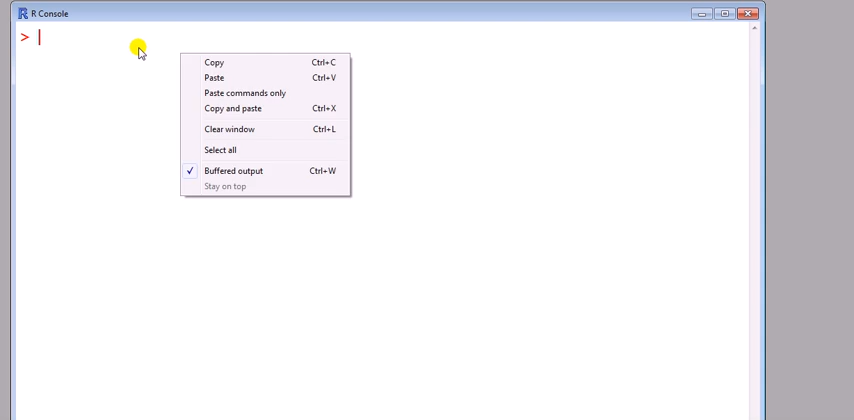 R R Console
>
Copy Ctrl+C
Paste Ctrl+V
Paste commands only
Copy and paste Ctrl+X
Clear window Ctrl+L
Select all
Buffered output Ctrl+W
Stay on top